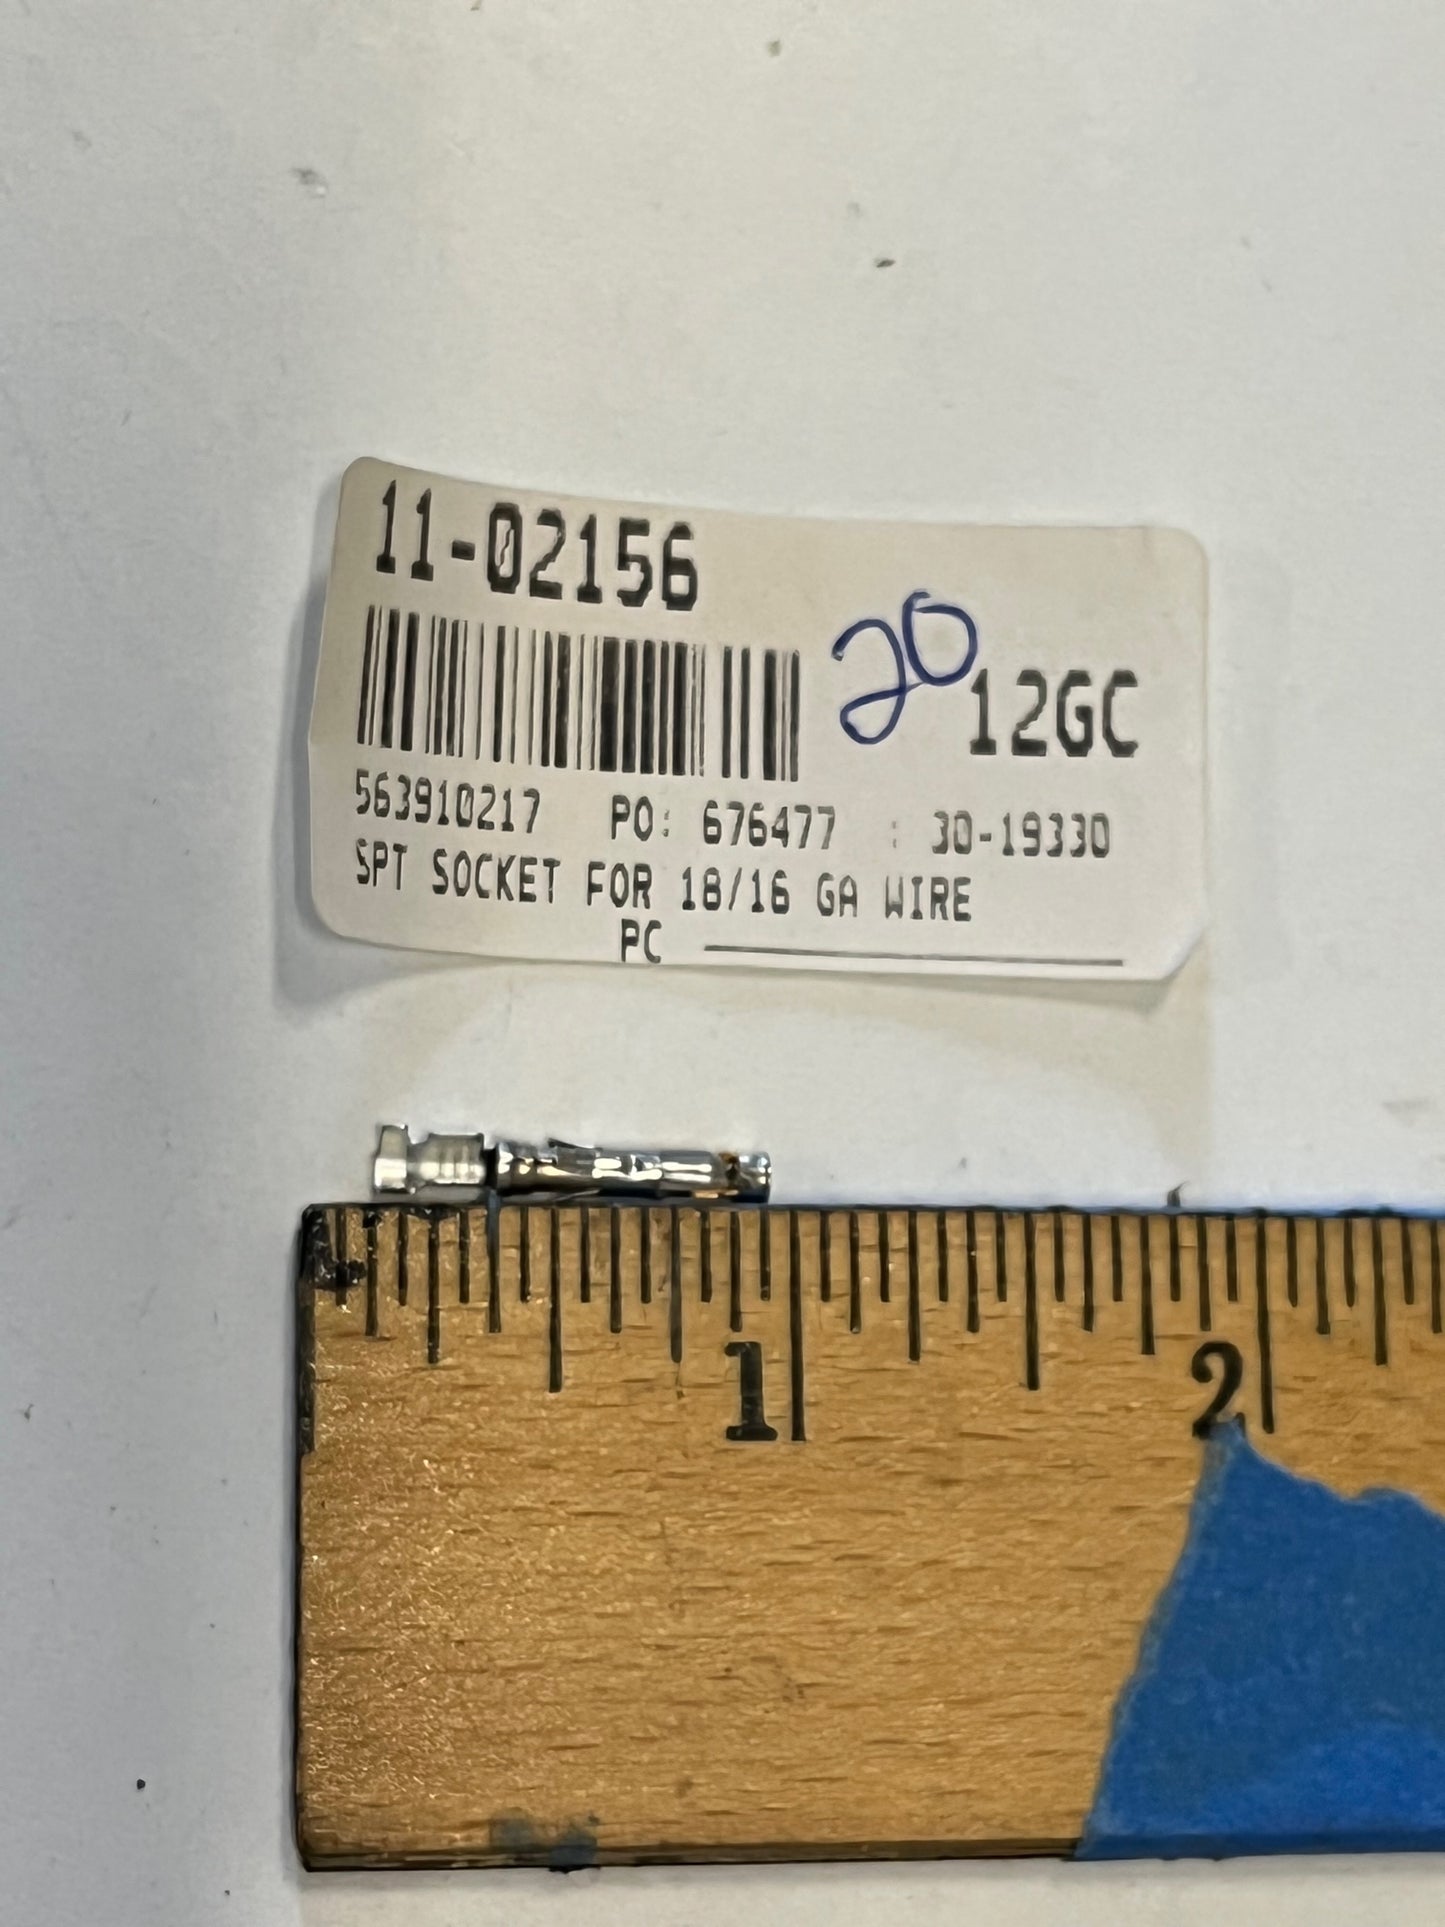 11-02156
20 12GC
563910217 PO: 676477 : 30-19330
SPT SOCKET FOR 18/16 GA WIRE
PC
1 2